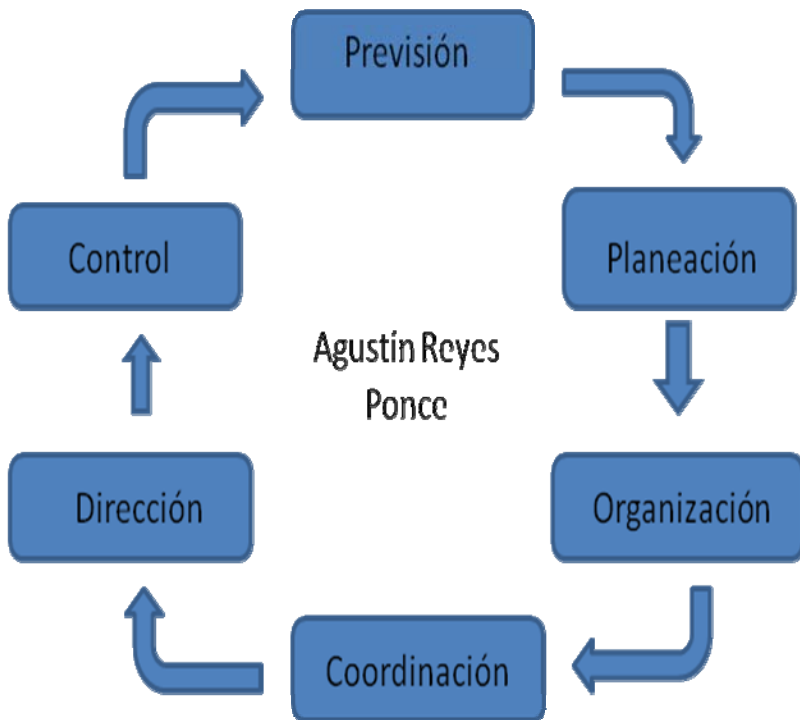 Previsión
Planeación
Organización
Coordinación
Dirección
Control
Agustín Reyes
Ponce